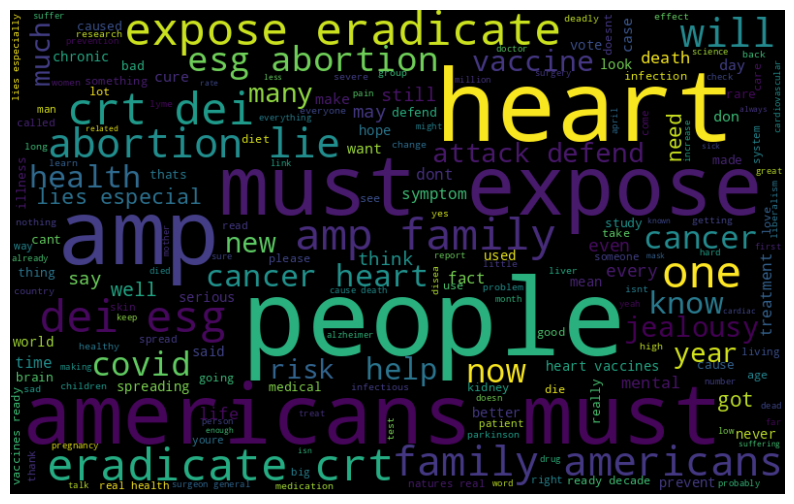 expose eradicate
will
much
chronic
caused
research
prevention
lies especially
deadly
effect
suffer
esg abortion
vaccine
vote
case
doesnt
science
back
doctor
look
death
day
bad
cure
women something
less
group
severe
surgery
check
care
infection
million
rare
cardiovascular
crt dei
many
make
still
heart
lot
man
pain
everyone
rate
everything
called
related
may
defend
don
need
system
always
abortion lie
diet
hope
might
april
come
increase
sick
long
want
change
attack defend
made
great
illness
health
learn
thats
link
dont
must expose
lies especial
see
symptom
nothing
read
yes
study
known
getting
love
liberalism
cant
amp
new
amp family
take
hard
first
way
already
mother
please
think
used
even
someone
cancer
thing
died
sure
report
little
isnt
mask
say
well
cancer heart
fact
every
country
serious
use
liver
mean
know
treatment
cause death
disea
problem
month
one
dei esg
skin
keep
people
good
jealousy
yeah
cardiac
world
spread
alzheimer
healthy
said
time
covid
now
year
high
living
making
risk help
heart vaccines
cause
age
brain
going
spreading
medical
infectious
kidney
die
mental
number
sad
children
doesn
better
really
got
dead
vaccines ready
life
person
treat
patient
never
low
far
enough
test
parkinson
suffering
americans must
pregnancy
youre
isn
thank
big
drug
eradicate crt
family americans
talk
real health
surgeon general
medication
natures real
word
right
ready decade
prevent
probably